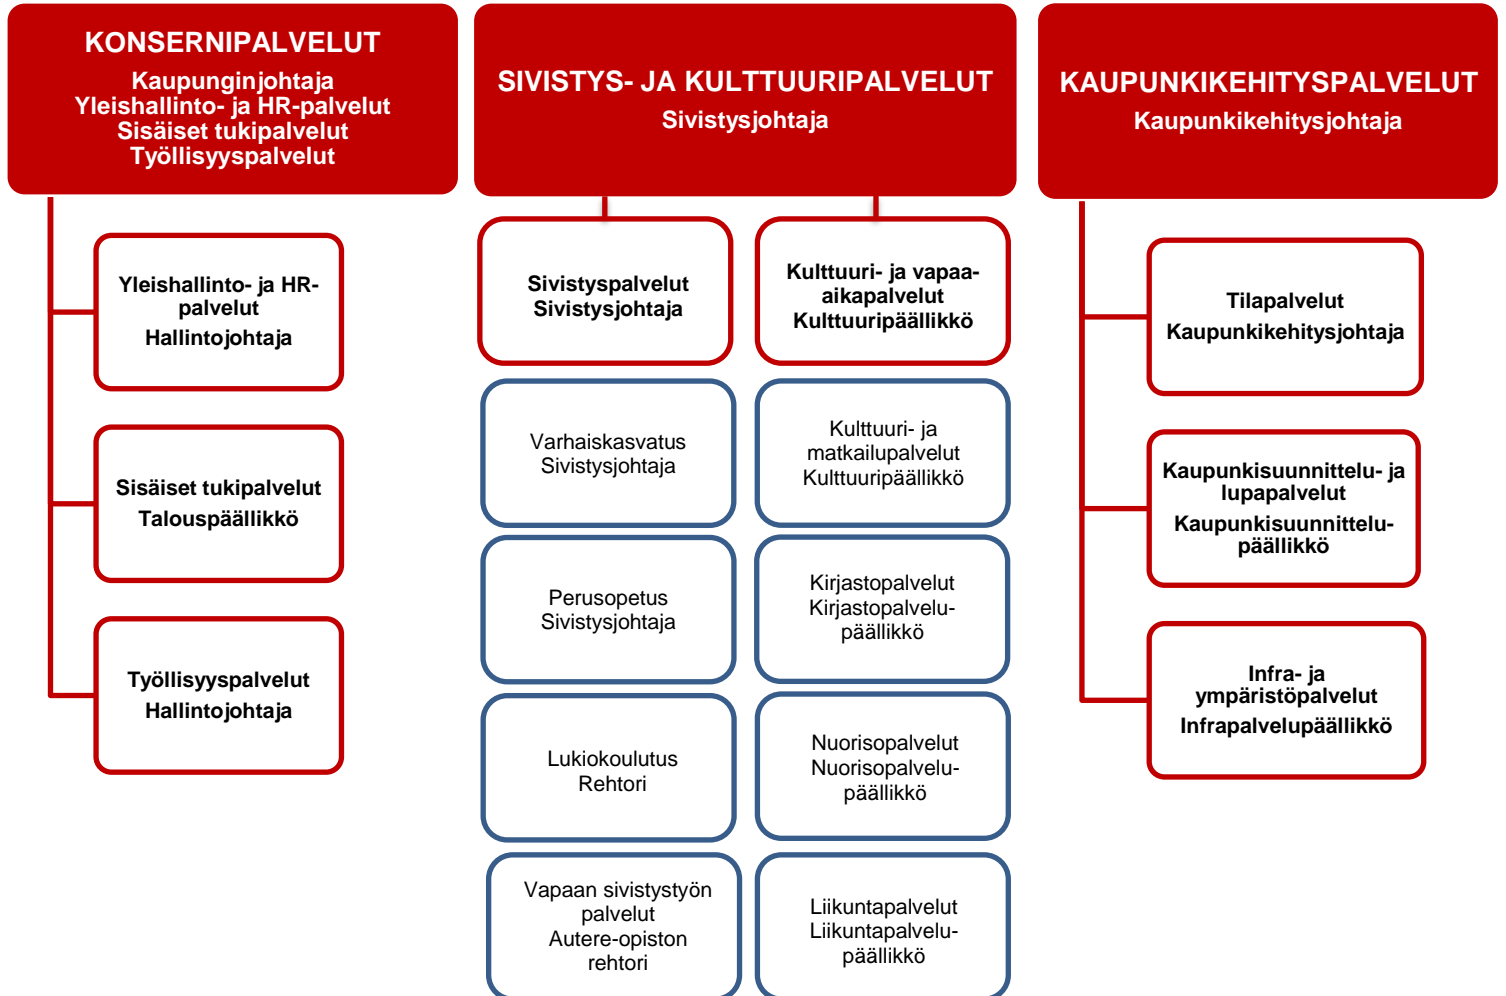 KONSERNIPALVELUT
Kaupunginjohtaja
Yleishallinto- ja HR-palvelut
Sisäiset tukipalvelut
Työllisyyspalvelut
Yleishallinto- ja HR-
palvelut
Hallintojohtaja
Sisäiset tukipalvelut
Talouspäällikkö
Työllisyyspalvelut
Hallintojohtaja
SIVISTYS- JA KULTTUURIPALVELUT
Sivistysjohtaja
Sivistyspalvelut
Sivistysjohtaja
Varhaiskasvatus
Sivistysjohtaja
Perusopetus
Sivistysjohtaja
Lukiokoulutus
Rehtori
Vapaan sivistystyön
palvelut
Autere-opiston
rehtori
Kulttuuri- ja vapaa-
aikapalvelut
Kulttuuripäällikkö
Kulttuuri- ja
matkailupalvelut
Kulttuuripäällikkö
Kirjastopalvelut
Kirjastopalvelu-
päällikkö
Nuorisopalvelut
Nuorisopalvelu-
päällikkö
Liikuntapalvelut
Liikuntapalvelu-
päällikkö
KAUPUNKIKEHITYSPALVELUT
Kaupunkikehitysjohtaja
Tilapalvelut
Kaupunkikehitysjohtaja
Kaupunkisuunnittelu- ja
lupapalvelut
Kaupunkisuunnittelu-
päällikkö
Infra- ja
ympäristöpalvelut
Infrapalvelupäällikkö